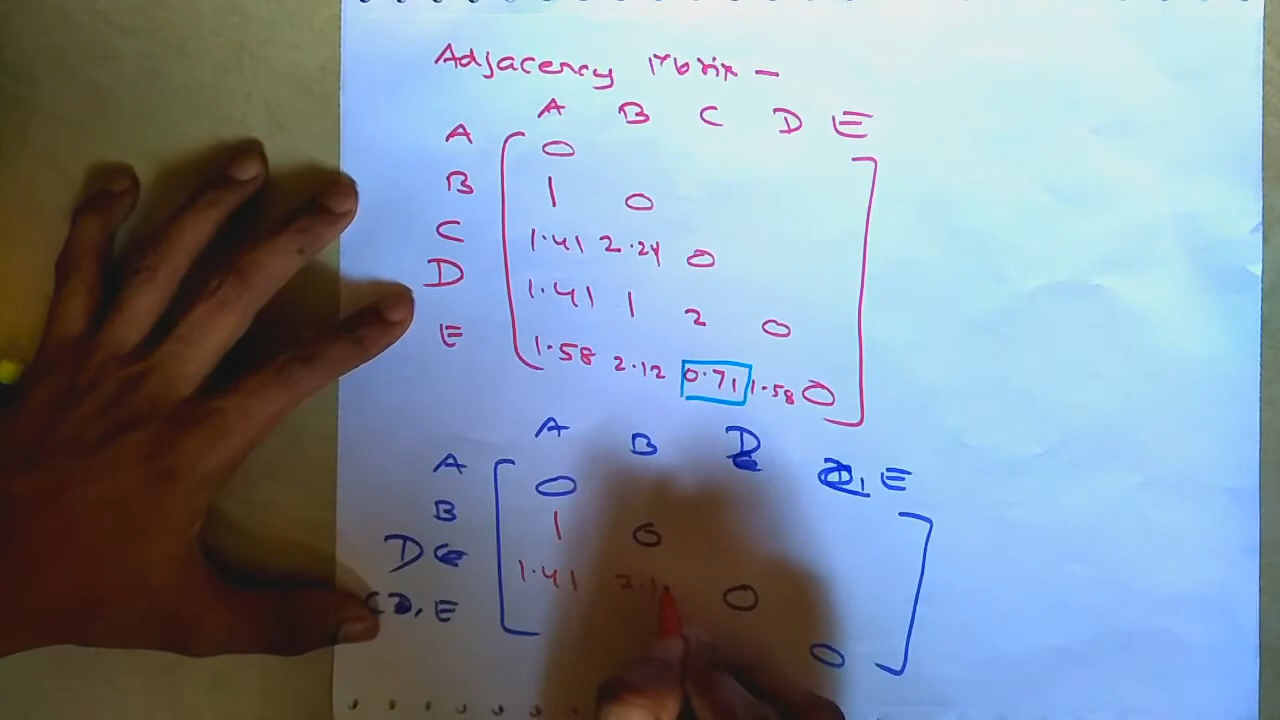 Adjacency
A B C D E
A 0
B 1 0
C 1.41 2.24 0
D 1.41 1 2 0
E 1.58 2.12 0.71 1.58 0
A B D E
A 0
B 1 0
D 1.41 0
E 0